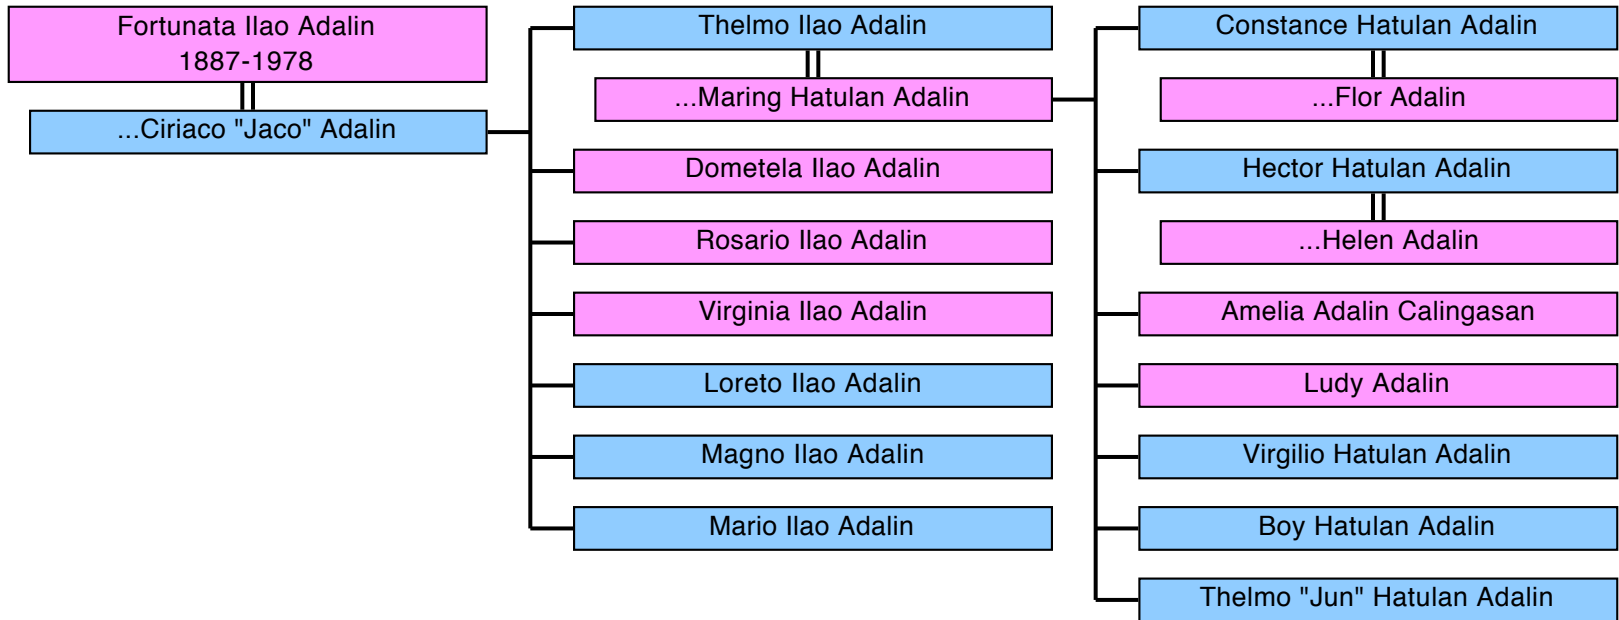 Fortunata Ilao Adalin
1887-1978
...Ciriaco "Jaco" Adalin
Thelmo Ilao Adalin
...Maring Hatulan Adalin
Dometela Ilao Adalin
Rosario Ilao Adalin
Virginia Ilao Adalin
Loreto Ilao Adalin
Magno Ilao Adalin
Mario Ilao Adalin
Constance Hatulan Adalin
...Flor Adalin
Hector Hatulan Adalin
...Helen Adalin
Amelia Adalin Calingasan
Ludy Adalin
Virgilio Hatulan Adalin
Boy Hatulan Adalin
Thelmo "Jun" Hatulan Adalin